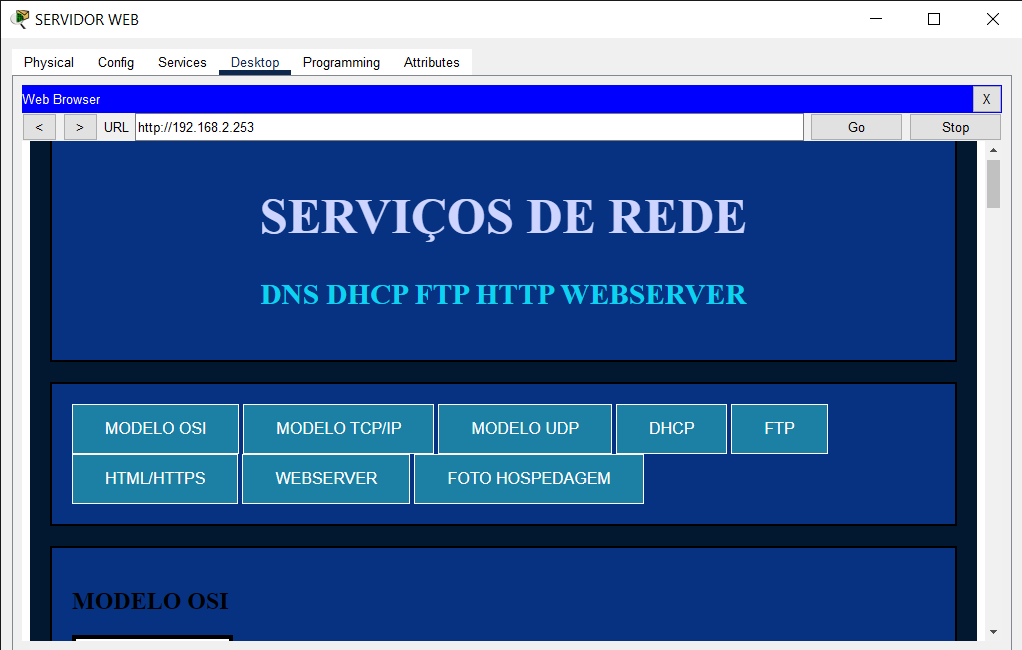 SERVIDOR WEB
Physical Config Services Desktop Programming Attributes
Web Browser X
< > URL http://192.168.2.253 Go Stop
SERVIÇOS DE REDE
DNS DHCP FTP HTTP WEBSERVER
MODELO OSI MODELO TCP/IP MODELO UDP DHCP FTP
HTML/HTTPS WEBSERVER FOTO HOSPEDAGEM
MODELO OSI